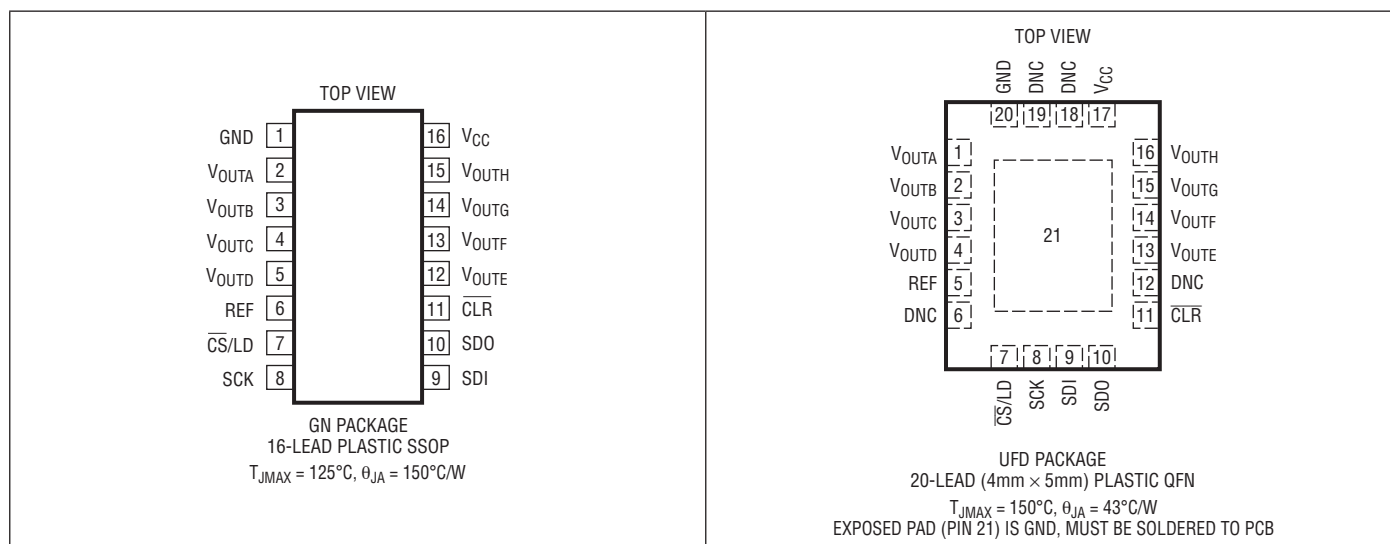 TOP VIEW
GND 1 16 VCC
VOUTA 2 15 VOUTH
VOUTB 3 14 VOUTG
VOUTC 4 13 VOUTF
VOUTD 5 12 VOUTE
REF 6 11 C̅L̅R̅
C̅S̅/LD 7 10 SDO
SCK 8 9 SDI
GN PACKAGE
16-LEAD PLASTIC SSOP
TJMAX = 125°C, θJA = 150°C/W
TOP VIEW
GND DNC DNC VCC
20 19 18 17
VOUTA 1 16 VOUTH
VOUTB 2 15 VOUTG
VOUTC 3 14 VOUTF
VOUTD 4 21 13 VOUTE
REF 5 12 DNC
DNC 6 11 C̅L̅R̅
7 8 9 10
C̅S̅/LD SCK SDI SDO
UFD PACKAGE
20-LEAD (4mm × 5mm) PLASTIC QFN
TJMAX = 150°C, θJA = 43°C/W
EXPOSED PAD (PIN 21) IS GND, MUST BE SOLDERED TO PCB